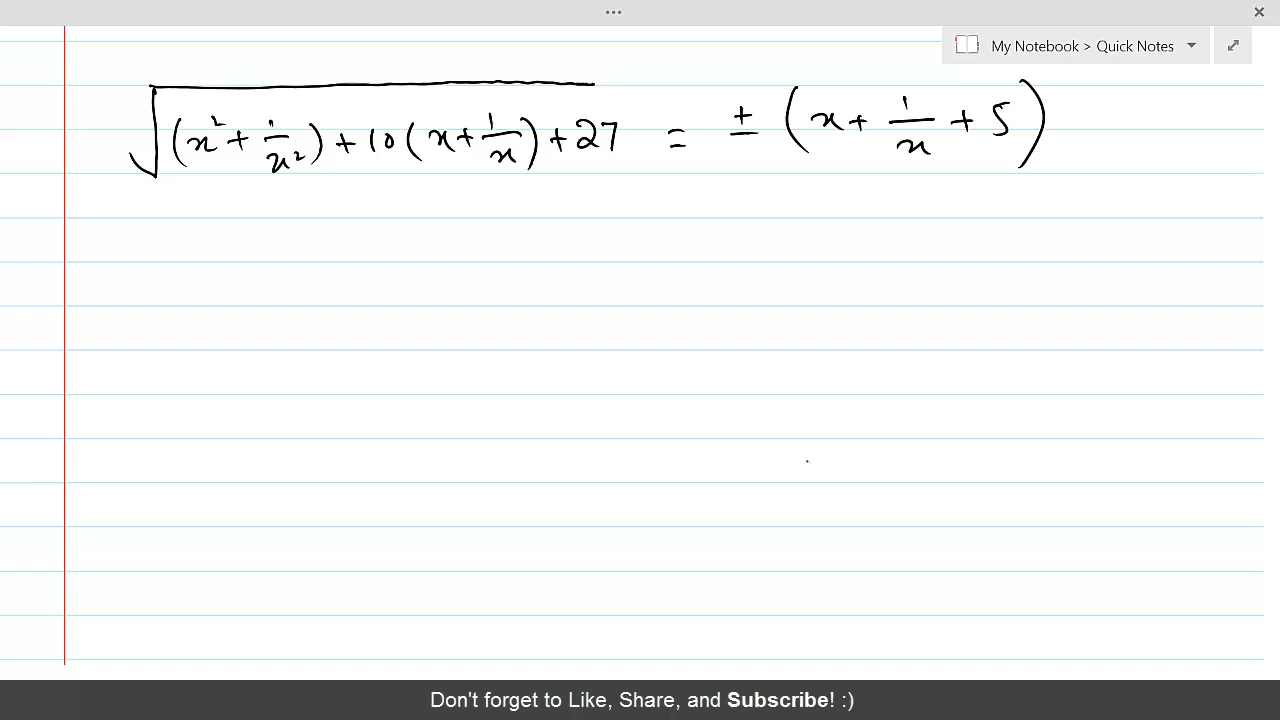 ...
My Notebook > Quick Notes
√((x² + 1/x²) + 10(x + 1/x) + 27) = ± (x + 1/x + 5)
Don't forget to Like, Share, and Subscribe! :)